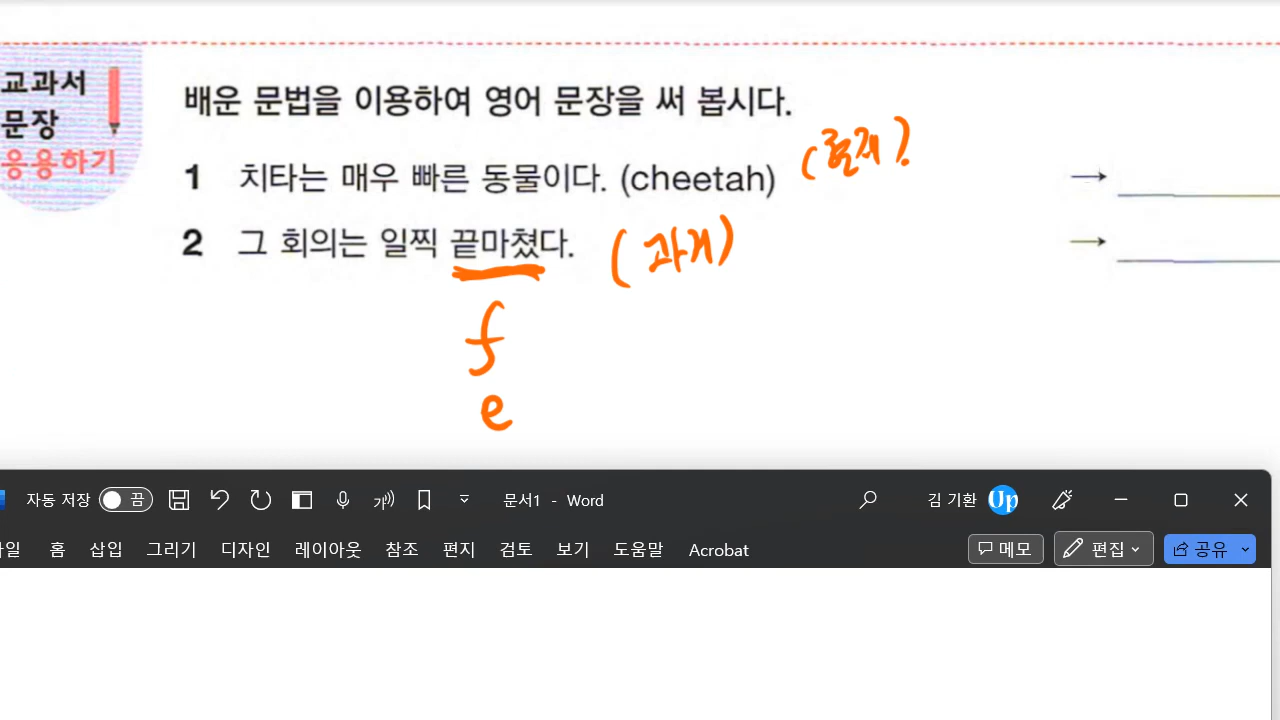 교과서
문장
응용하기
배운 문법을 이용하여 영어 문장을 써 봅시다.
1 치타는 매우 빠른 동물이다. (cheetah) (현재?) →
2 그 회의는 일찍 끝마쳤다. (과거) →
f
e
자동 저장 끔 가 문서1 - Word 김 기환 Up
일 홈 삽입 그리기 디자인 레이아웃 참조 편지 검토 보기 도움말 Acrobat 메모 편집 공유